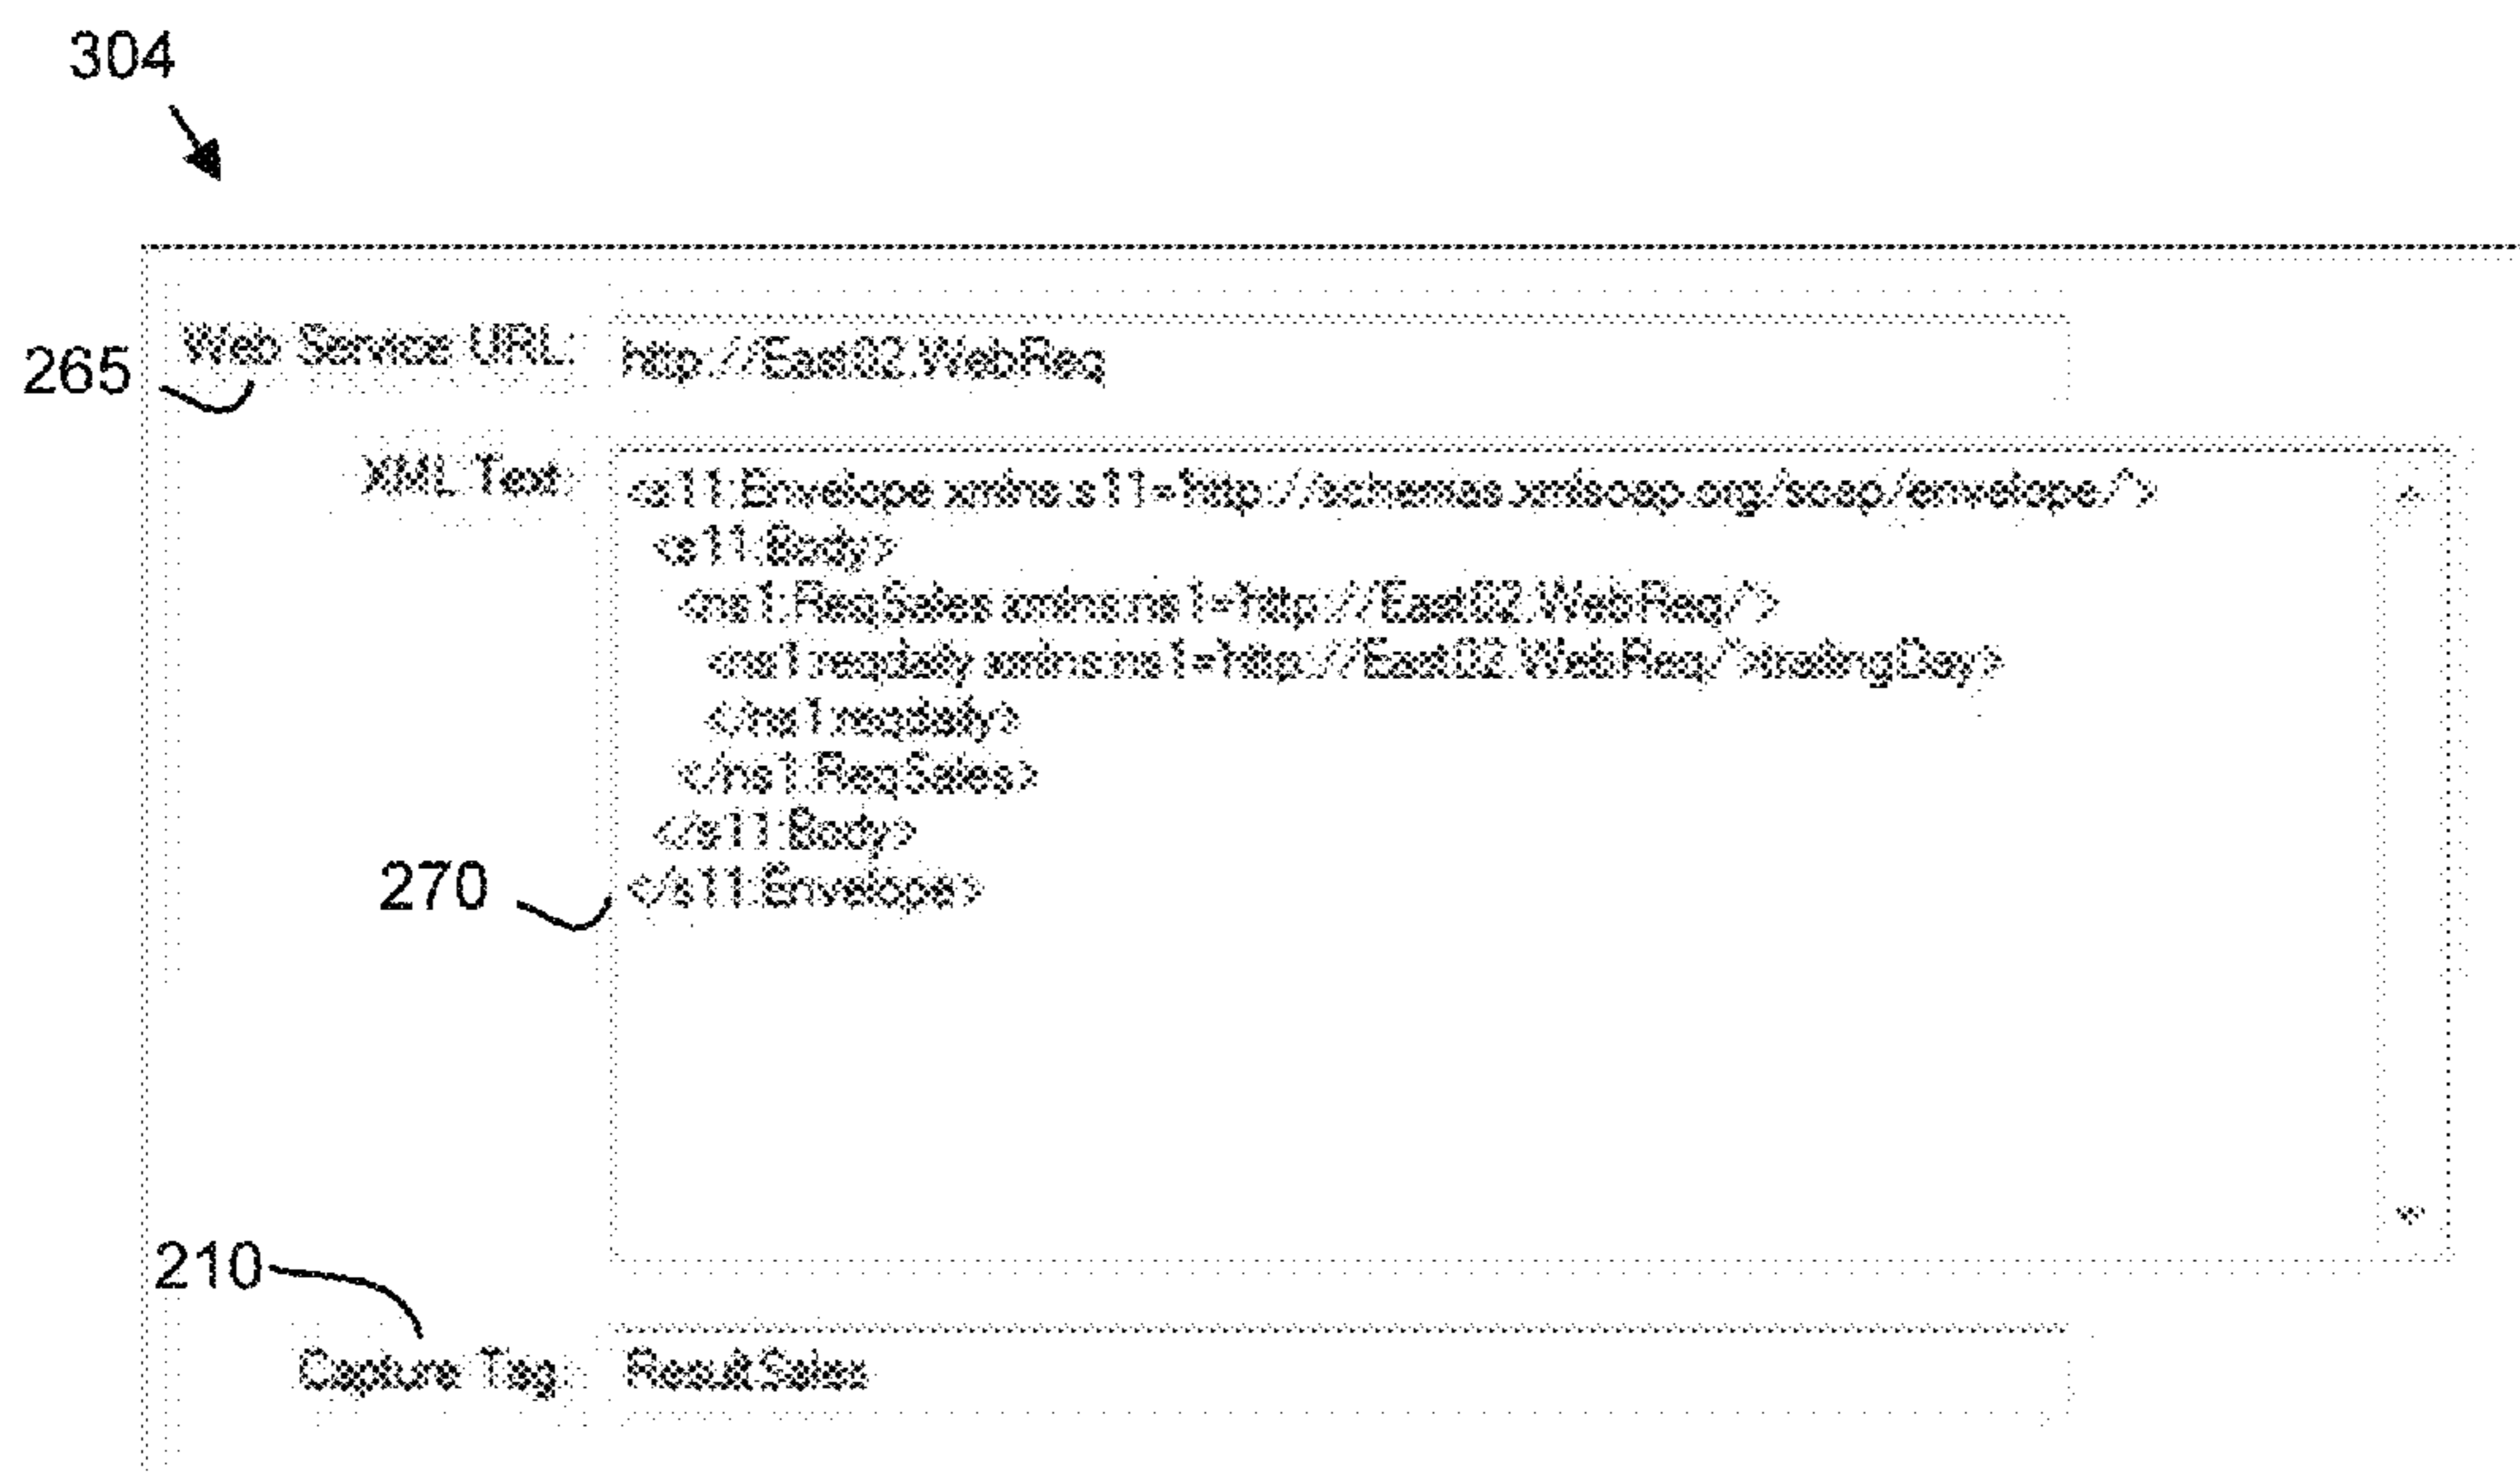 304
265
Web Service URL: http://East02.WebReq
XML Text: <s11:Envelope xmlns:s11=http://schemas.xmlsoap.org/soap/envelope/'>
<s11:Body>
<ns1:ReqSales xmlns:ns1=http://East02.WebReq/'>
<ns1:reqdaily xmlns:ns1=http://East02.WebReq/'>
</ns1:reqdaily>
</ns1:ReqSales>
</s11:Body>
270
</s11:Envelope>
210
Capture Tag: ResultSales